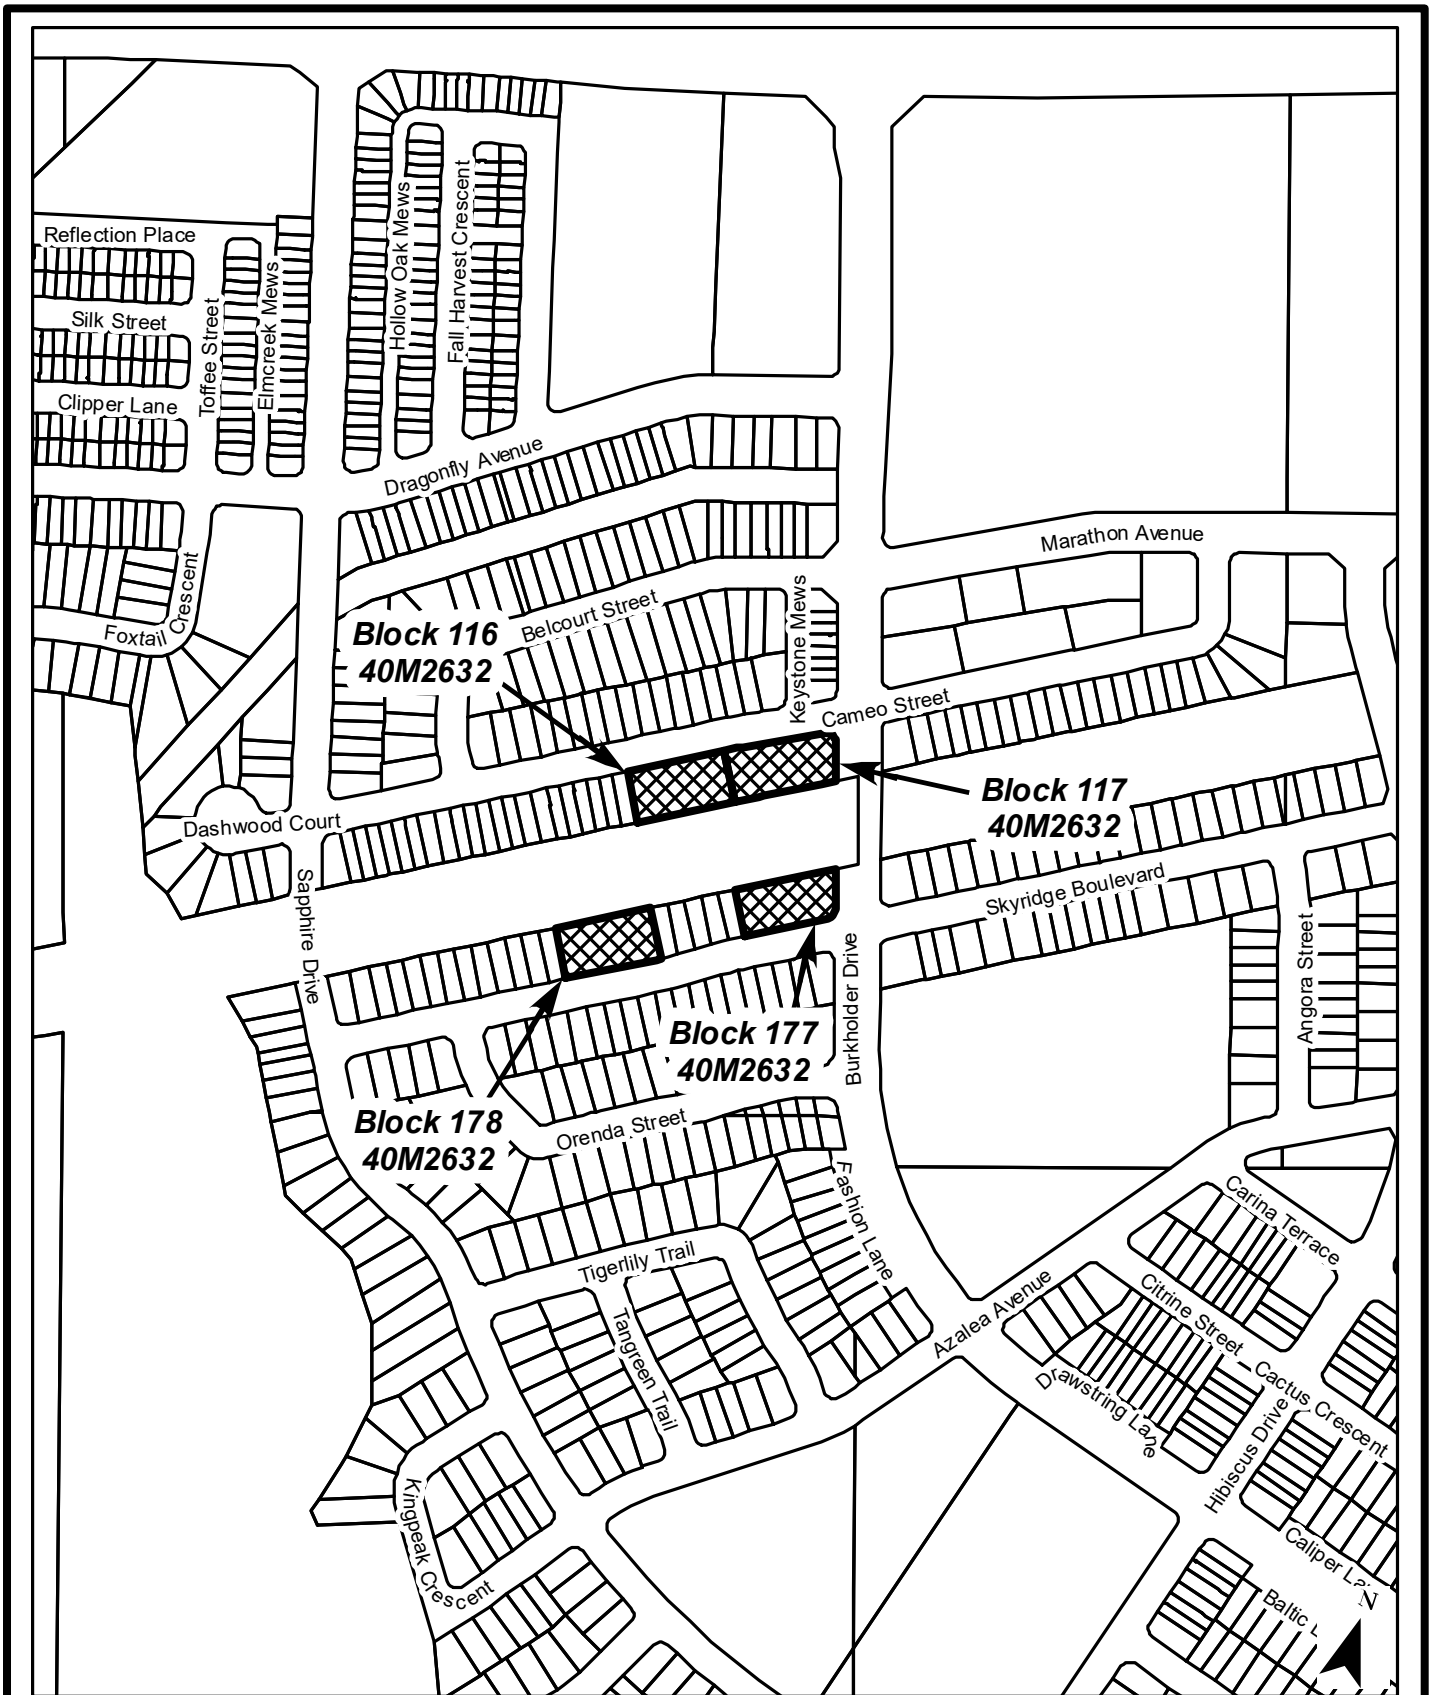 Reflection Place
Silk Street
Clipper Lane
Toffee Street
Elmcreek Mews
Hollow Oak Mews
Fall Harvest Crescent
Dragonfly Avenue
Foxtail Crescent
Marathon Avenue
Block 116
40M2632
Belcourt Street
Keystone Mews
Cameo Street
Block 117
40M2632
Dashwood Court
Sapphire Drive
Skyridge Boulevard
Burkholder Drive
Angora Street
Block 177
40M2632
Block 178
40M2632
Orenda Street
Fashion Lane
Tigerlily Trail
Tangreen Trail
Azalea Avenue
Carina Terrace
Citrine Street
Drawstring Lane
Cactus Crescent
Hibiscus Drive
Kingpeak Crescent
Caliper
Baltic
N